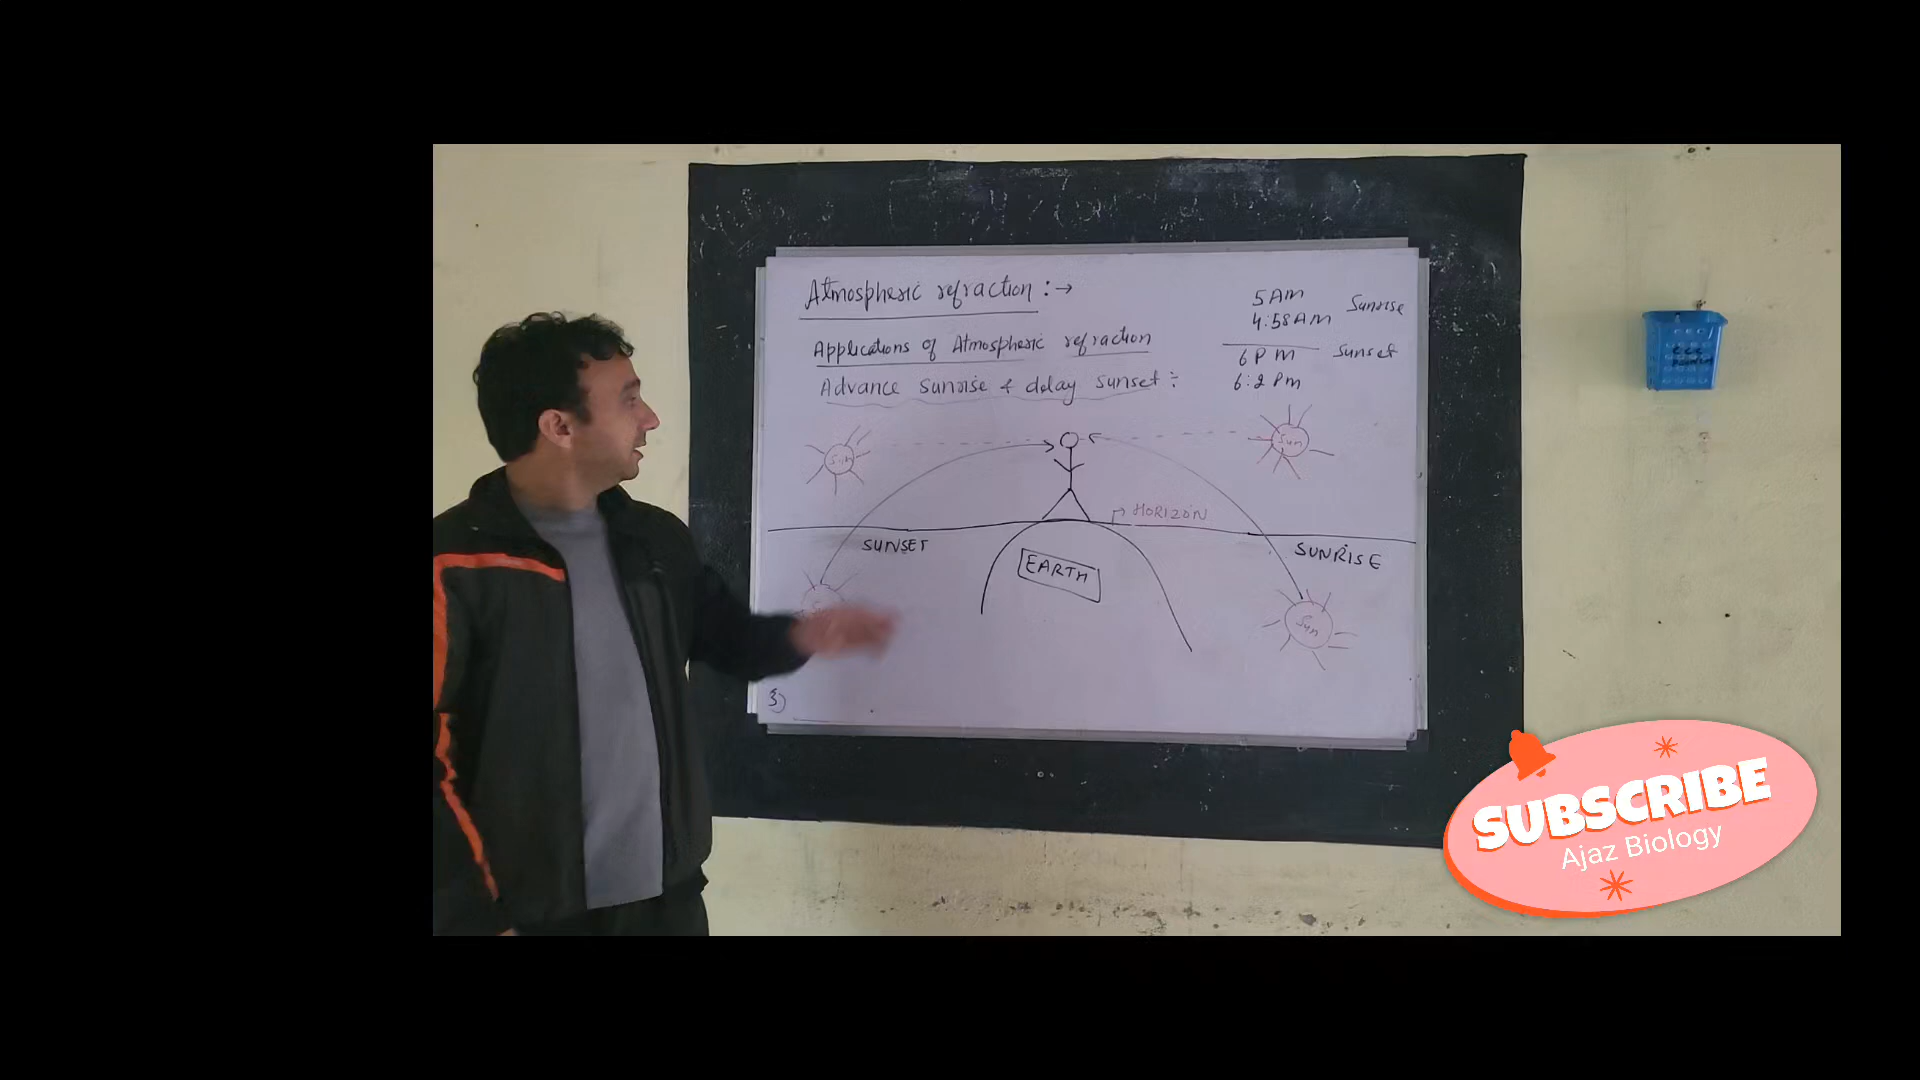 Atmospheric refraction :→
Applications of Atmospheric refraction
Advance Sunrise & delay Sunset :
5 AM
4:58 AM Sunrise
6 PM Sunset
6:2 Pm
Sun
Sun
HORIZON
SUNSET
SUNRISE
EARTH
Sun
3)
SUBSCRIBE
Ajaz Biology